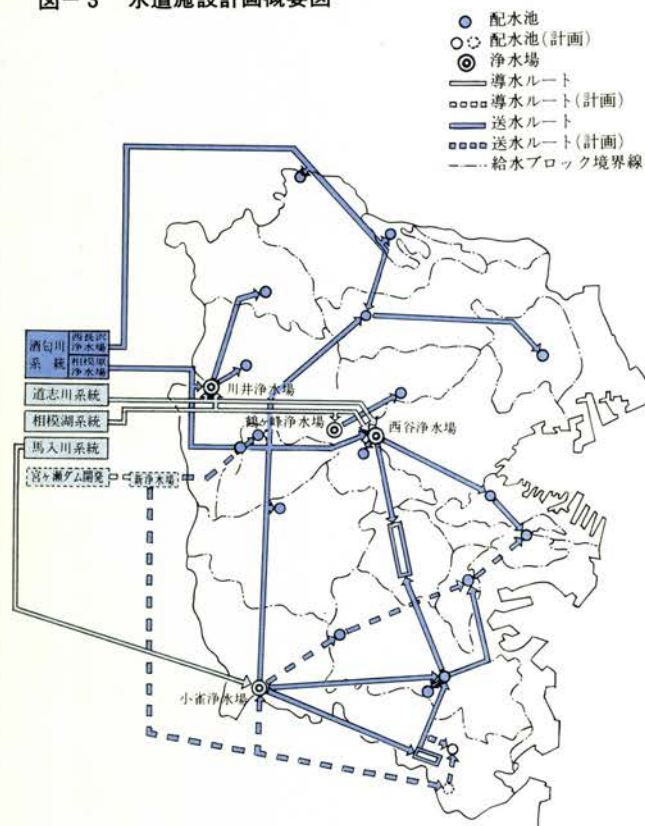 図－3 水道施設計画概要図
配水池
配水池(計画)
浄水場
導水ルート
導水ルート(計画)
送水ルート
送水ルート(計画)
給水ブロック境界線
酒匂川系統
西長沢浄水場
相模原浄水場
道志川系統
相模湖系統
馬入川系統
宮ヶ瀬ダム開発
新浄水場
川井浄水場
鶴ヶ峰浄水場
西谷浄水場
小雀浄水場